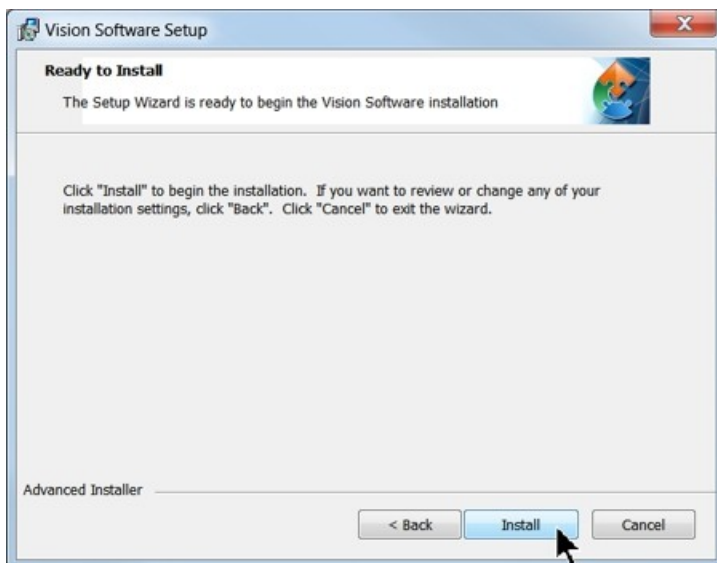 Vision Software Setup
Ready to Install
The Setup Wizard is ready to begin the Vision Software installation
Click "Install" to begin the installation. If you want to review or change any of your
installation settings, click "Back". Click "Cancel" to exit the wizard.
Advanced Installer
< Back Install Cancel